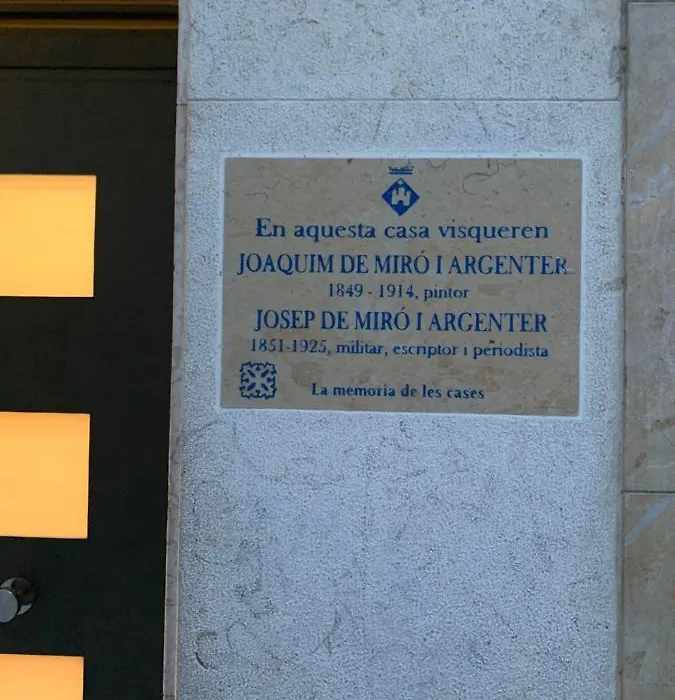 En aquesta casa visqueren
JOAQUIM DE MIRÓ I ARGENTER
1849 - 1914, pintor
JOSEP DE MIRÓ I ARGENTER
1851-1925, militar, escriptor i periodista
La memoria de les cases